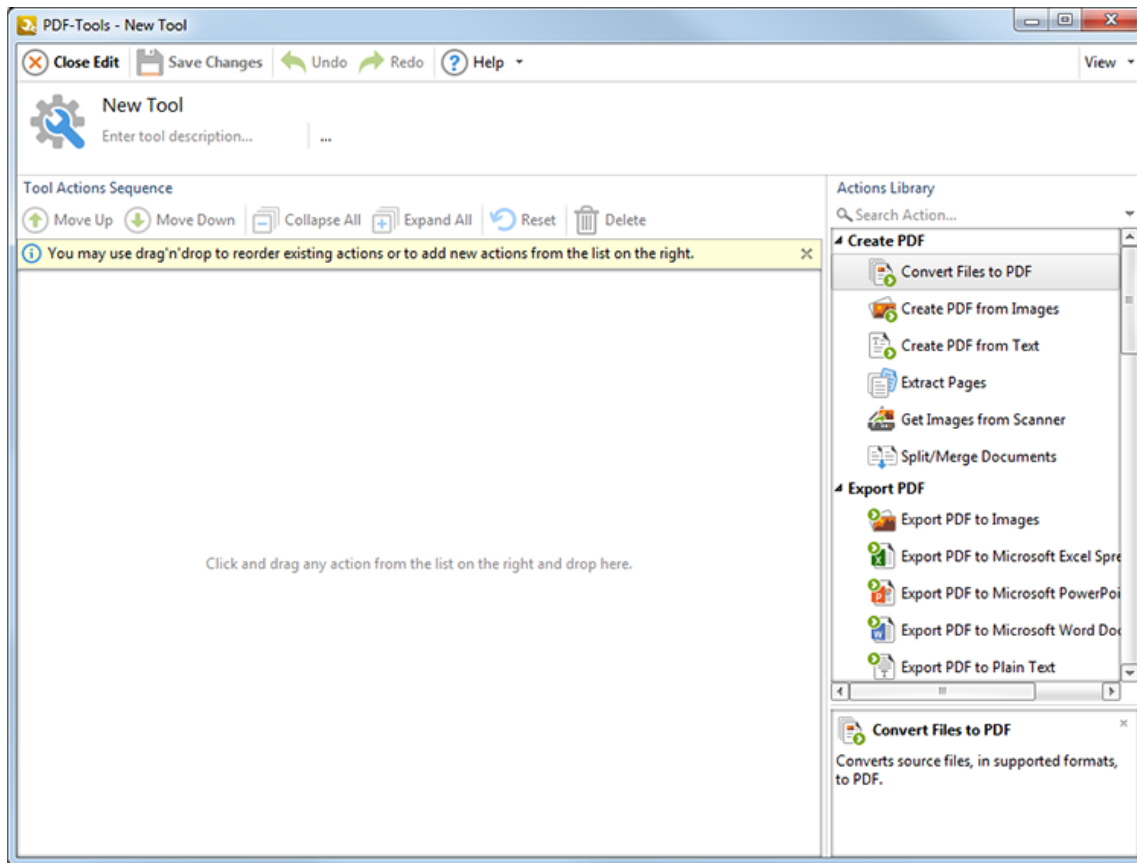 PDF-Tools - New Tool
Close Edit Save Changes Undo Redo Help View
New Tool
Enter tool description... ...
Tool Actions Sequence
Move Up Move Down Collapse All Expand All Reset Delete
You may use drag'n'drop to reorder existing actions or to add new actions from the list on the right.
Click and drag any action from the list on the right and drop here.
Actions Library
Search Action...
Create PDF
Convert Files to PDF
Create PDF from Images
Create PDF from Text
Extract Pages
Get Images from Scanner
Split/Merge Documents
Export PDF
Export PDF to Images
Export PDF to Microsoft Excel Spre
Export PDF to Microsoft PowerPoi
Export PDF to Microsoft Word Doc
Export PDF to Plain Text
Convert Files to PDF
Converts source files, in supported formats,
to PDF.